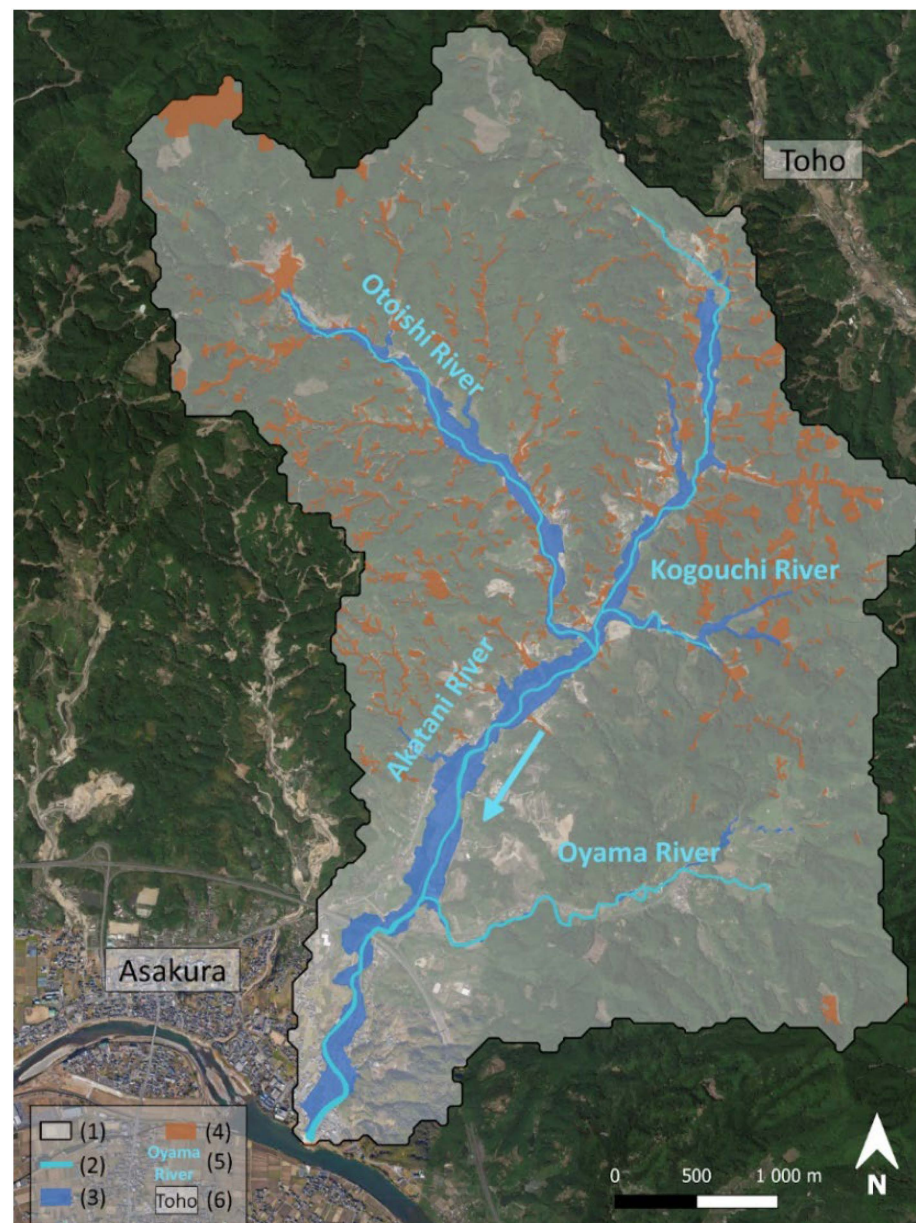 Toho
Otoishi River
Kogouchi River
Akatani River
Oyama River
Asakura
(1)
(2)
(3)
(4)
Oyama
River
(5)
Toho
(6)
0 500 1 000 m
N